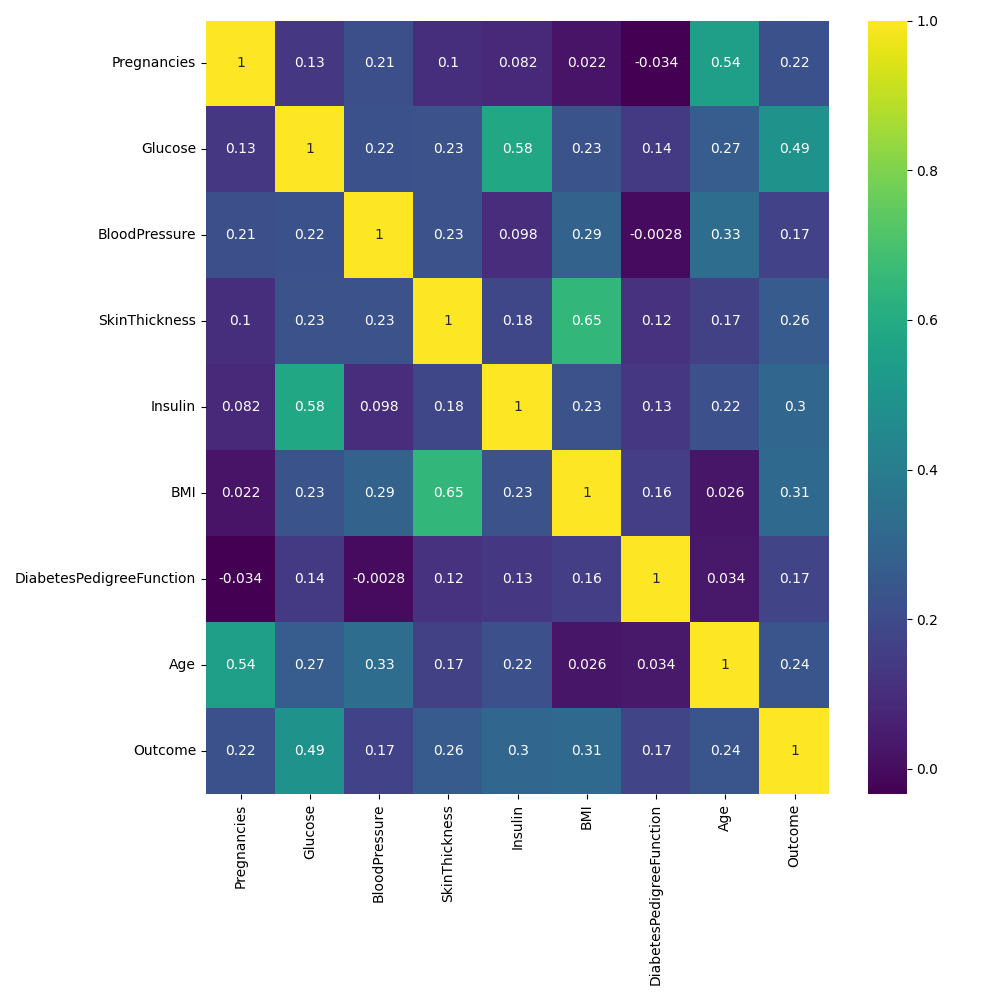 Pregnancies 1 0.13 0.21 0.1 0.082 0.022 -0.034 0.54 0.22
Glucose 0.13 1 0.22 0.23 0.58 0.23 0.14 0.27 0.49
BloodPressure 0.21 0.22 1 0.23 0.098 0.29 -0.0028 0.33 0.17
SkinThickness 0.1 0.23 0.23 1 0.18 0.65 0.12 0.17 0.26
Insulin 0.082 0.58 0.098 0.18 1 0.23 0.13 0.22 0.3
BMI 0.022 0.23 0.29 0.65 0.23 1 0.16 0.026 0.31
DiabetesPedigreeFunction -0.034 0.14 -0.0028 0.12 0.13 0.16 1 0.034 0.17
Age 0.54 0.27 0.33 0.17 0.22 0.026 0.034 1 0.24
Outcome 0.22 0.49 0.17 0.26 0.3 0.31 0.17 0.24 1
Pregnancies
Glucose
BloodPressure
SkinThickness
Insulin
BMI
DiabetesPedigreeFunction
Age
Outcome
1.0
0.8
0.6
0.4
0.2
0.0